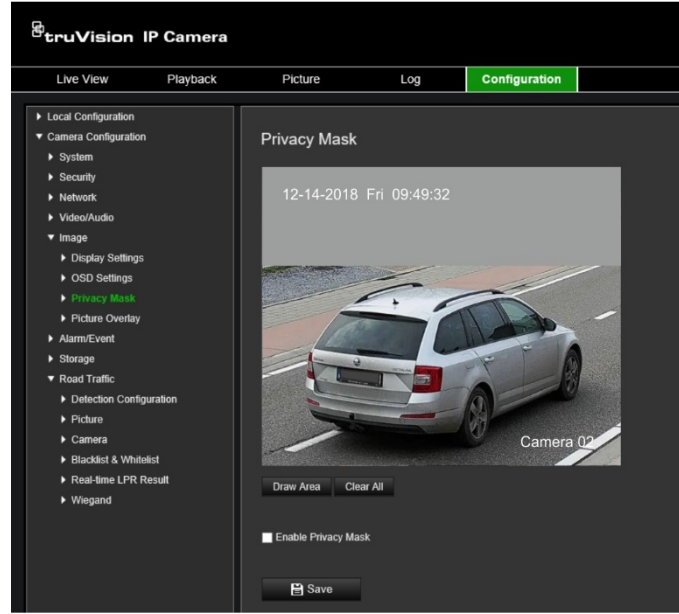 truVision IP Camera
Live View Playback Picture Log Configuration
Local Configuration
Camera Configuration
System
Security
Network
Video/Audio
Image
Display Settings
OSD Settings
Privacy Mask
Picture Overlay
Alarm/Event
Storage
Road Traffic
Detection Configuration
Picture
Camera
Blacklist & Whitelist
Real-time LPR Result
Wiegand
Privacy Mask
12-14-2018 Fri 09:49:32
Camera 02
Draw Area Clear All
Enable Privacy Mask
Save